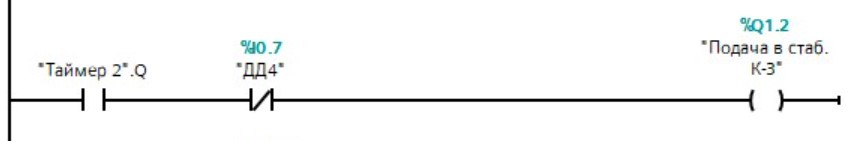 %Q1.2
%I0.7
"Подача в стаб.
"Таймер 2".Q
"ДД4"
К-3"